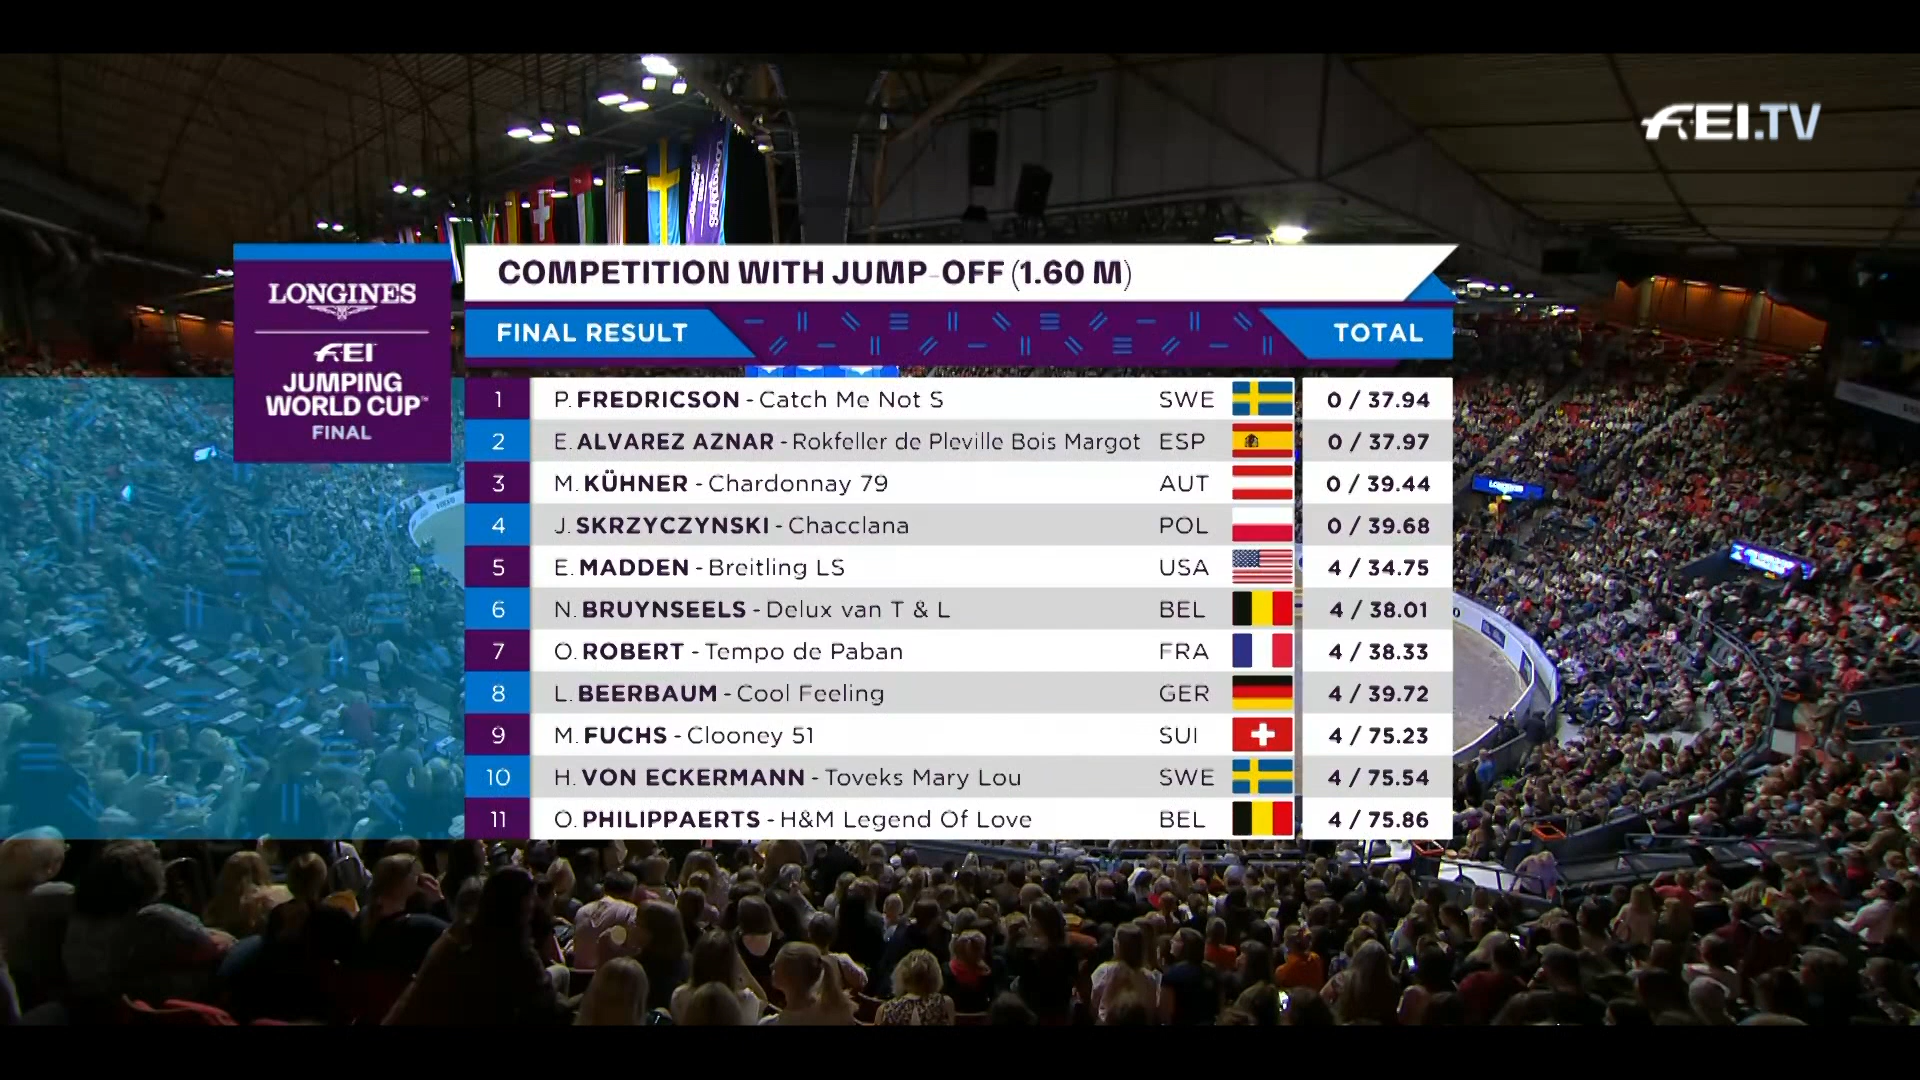 FEI.TV
LONGINES
FEI
JUMPING
WORLD CUP™
FINAL
COMPETITION WITH JUMP-OFF (1.60 M)
FINAL RESULT TOTAL
1 P. FREDRICSON - Catch Me Not S SWE 0 / 37.94
2 E. ALVAREZ AZNAR - Rokfeller de Pleville Bois Margot ESP 0 / 37.97
3 M. KÜHNER - Chardonnay 79 AUT 0 / 39.44
4 J. SKRZYCZYNSKI - Chacclana POL 0 / 39.68
5 E. MADDEN - Breitling LS USA 4 / 34.75
6 N. BRUYNSEELS - Delux van T & L BEL 4 / 38.01
7 O. ROBERT - Tempo de Paban FRA 4 / 38.33
8 L. BEERBAUM - Cool Feeling GER 4 / 39.72
9 M. FUCHS - Clooney 51 SUI 4 / 75.23
10 H. VON ECKERMANN - Toveks Mary Lou SWE 4 / 75.54
11 O. PHILIPPAERTS - H&M Legend Of Love BEL 4 / 75.86
LONGINES